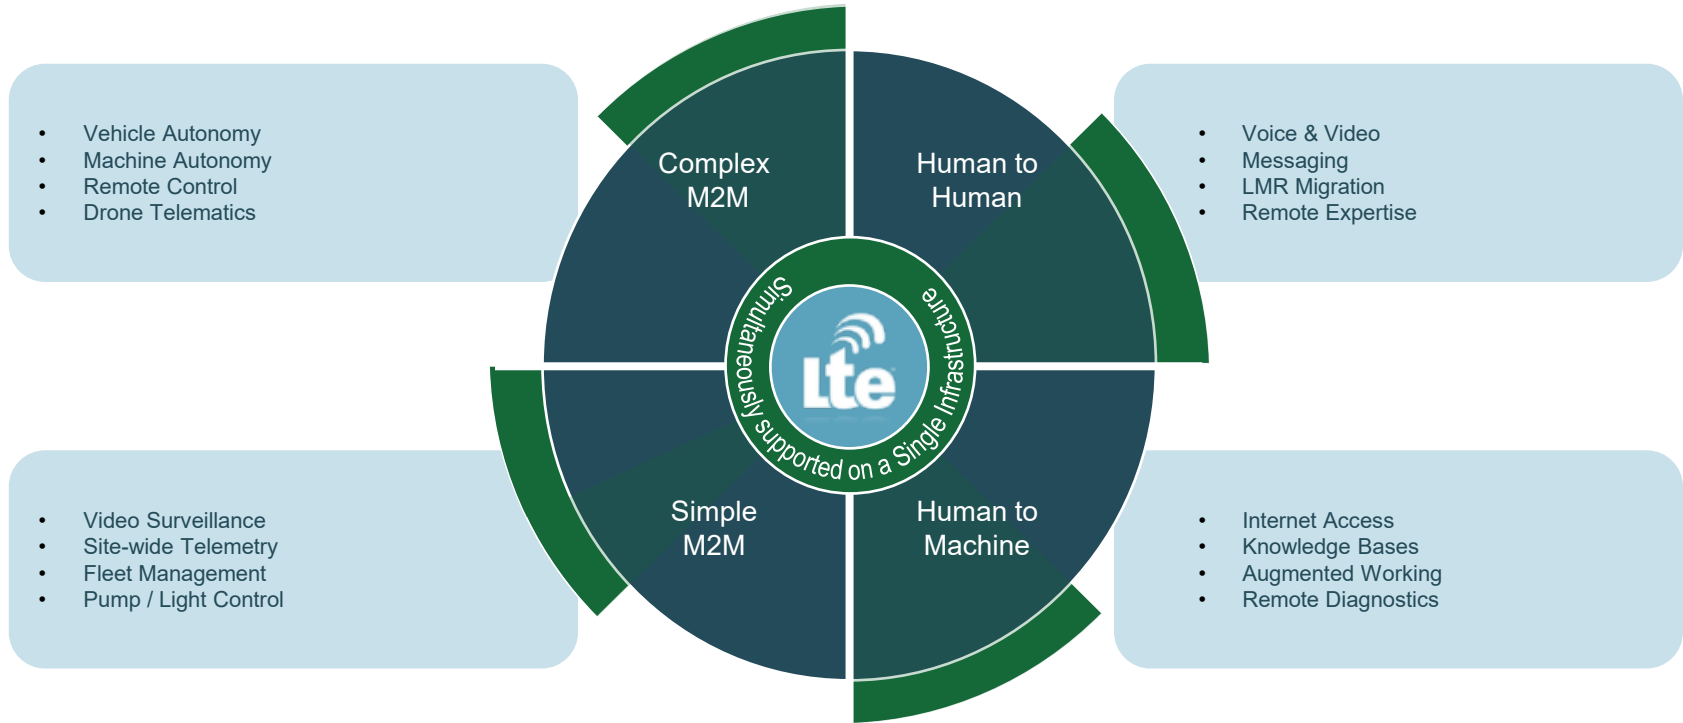 • Vehicle Autonomy
• Machine Autonomy
• Remote Control
• Drone Telematics
Complex
M2M
Human to
Human
• Voice & Video
• Messaging
• LMR Migration
• Remote Expertise
Simultaneously supported on a Single Infrastructure
Lte™
• Video Surveillance
• Site-wide Telemetry
• Fleet Management
• Pump / Light Control
Simple
M2M
Human to
Machine
• Internet Access
• Knowledge Bases
• Augmented Working
• Remote Diagnostics